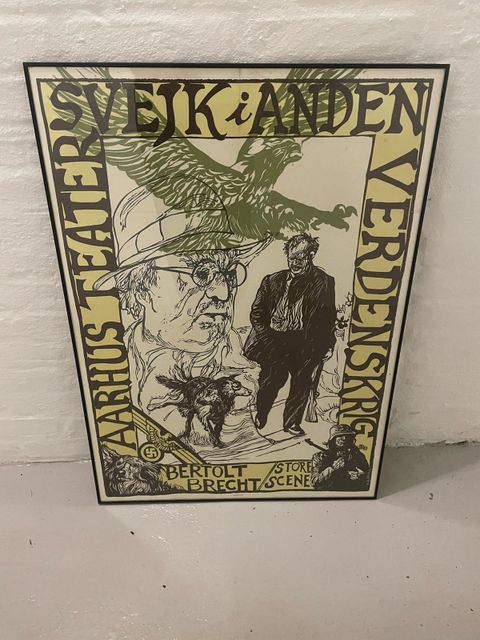 SVEJK i ANDEN
VERDENSKRIG
AARHUS TEATER
BERTOLT
BRECHT
STORE
SCENE